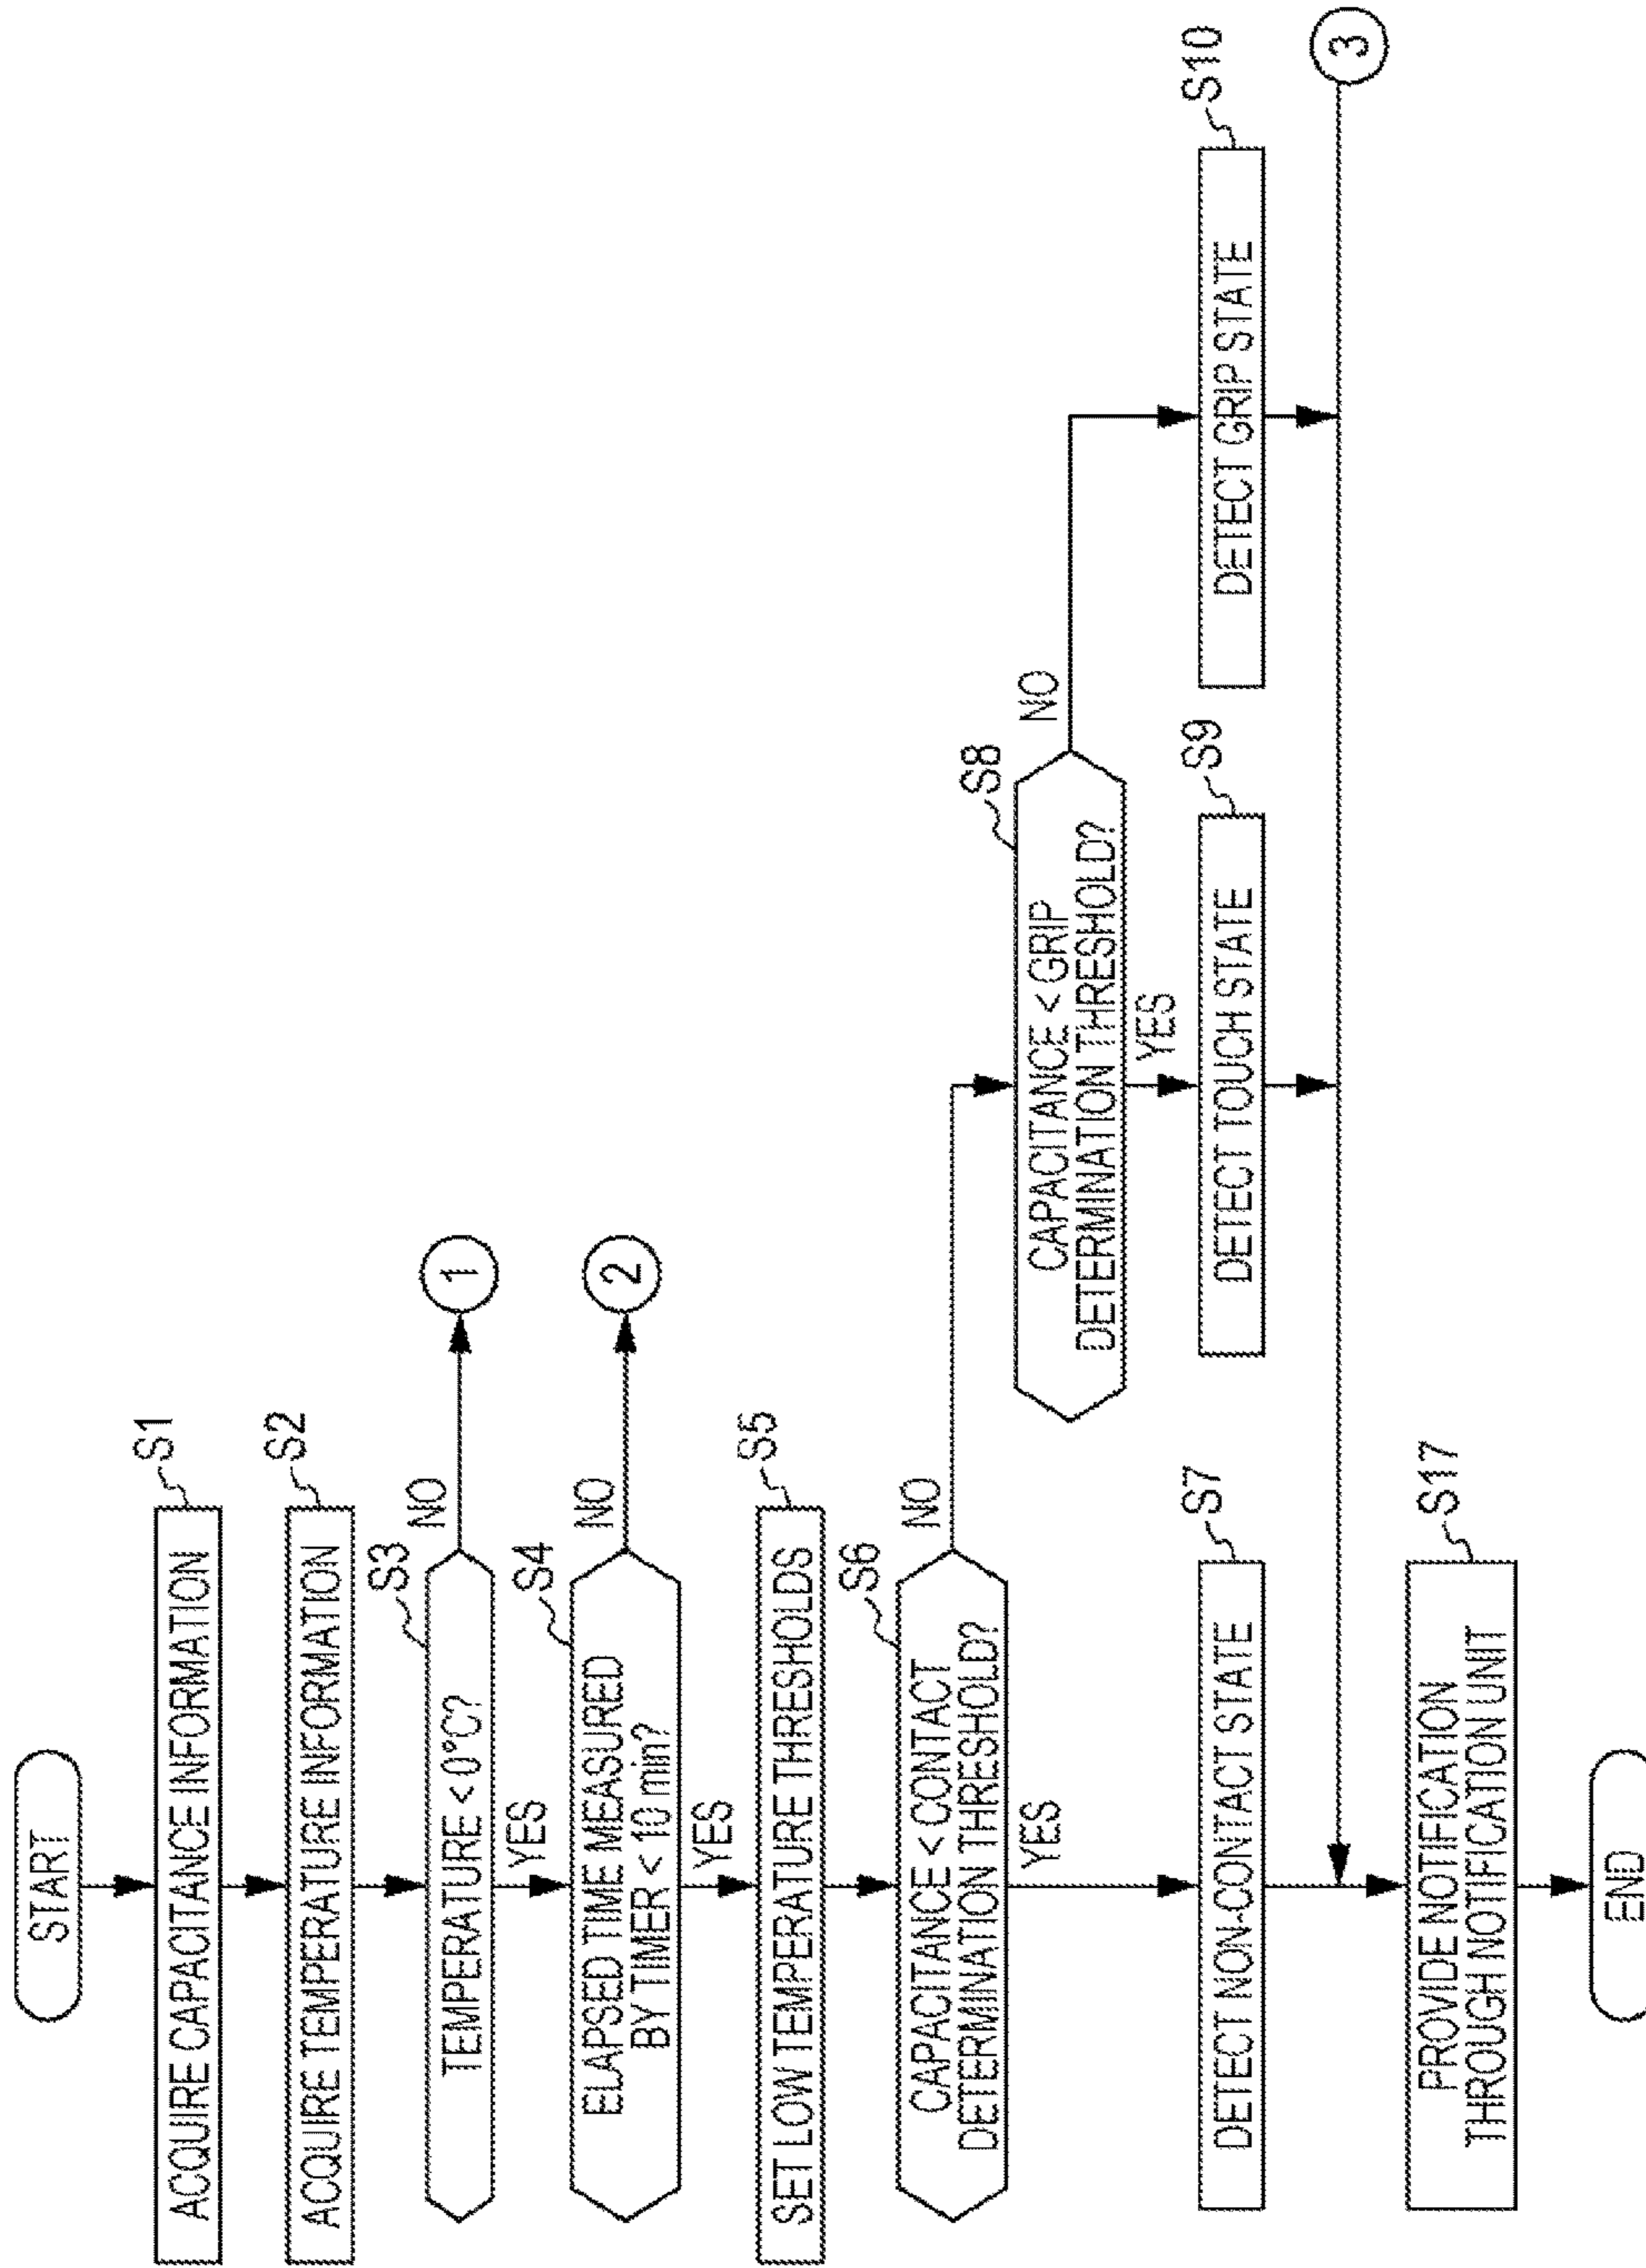 START
S1
ACQUIRE CAPACITANCE INFORMATION
S2
ACQUIRE TEMPERATURE INFORMATION
S3
TEMPERATURE < 0°C?
NO
1
YES
S4
ELAPSED TIME MEASURED
BY TIMER < 10 min?
NO
2
YES
S5
SET LOW TEMPERATURE THRESHOLDS
S6
CAPACITANCE < CONTACT
DETERMINATION THRESHOLD?
NO
YES
S8
CAPACITANCE < GRIP
DETERMINATION THRESHOLD?
NO
YES
S7
DETECT NON-CONTACT STATE
S9
DETECT TOUCH STATE
S10
DETECT GRIP STATE
3
S17
PROVIDE NOTIFICATION
THROUGH NOTIFICATION UNIT
END